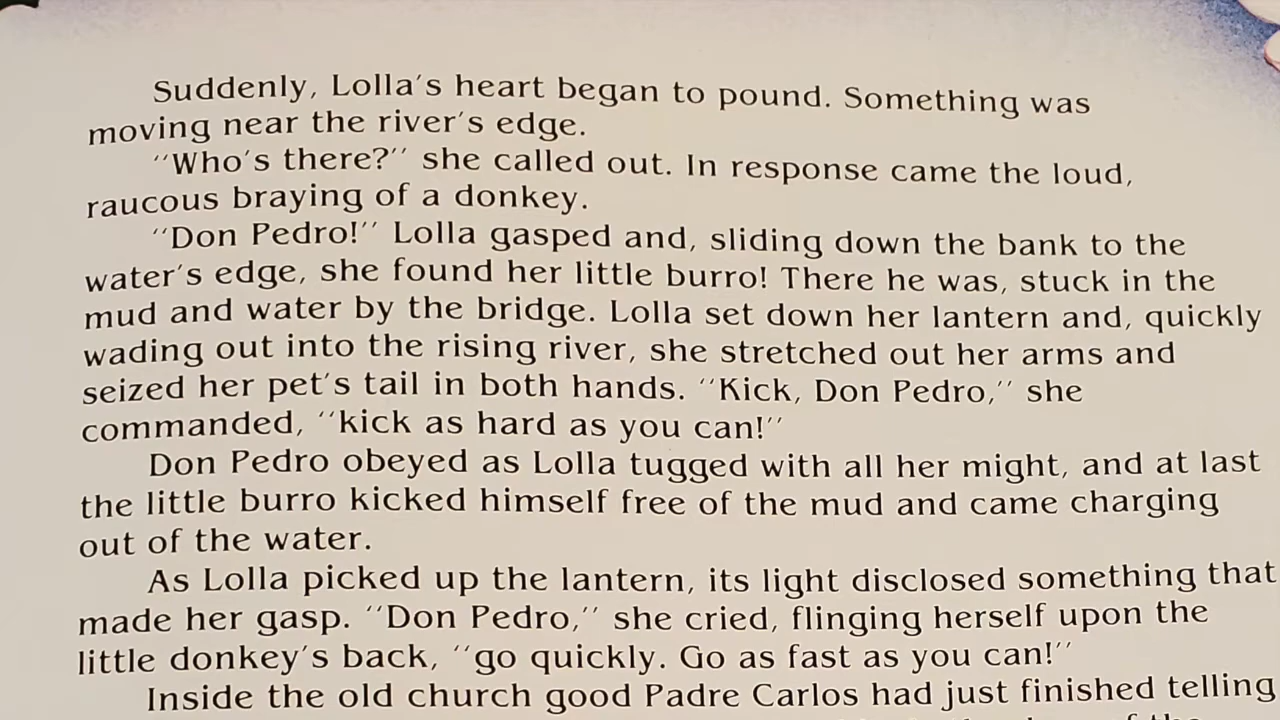 Suddenly, Lolla's heart began to pound. Something was
moving near the river's edge.
"Who's there?" she called out. In response came the loud,
raucous braying of a donkey.
"Don Pedro!" Lolla gasped and, sliding down the bank to the
water's edge, she found her little burro! There he was, stuck in the
mud and water by the bridge. Lolla set down her lantern and, quickly
wading out into the rising river, she stretched out her arms and
seized her pet's tail in both hands. "Kick, Don Pedro," she
commanded, "kick as hard as you can!"
Don Pedro obeyed as Lolla tugged with all her might, and at last
the little burro kicked himself free of the mud and came charging
out of the water.
As Lolla picked up the lantern, its light disclosed something that
made her gasp. "Don Pedro," she cried, flinging herself upon the
little donkey's back, "go quickly. Go as fast as you can!"
Inside the old church good Padre Carlos had just finished telling
of the